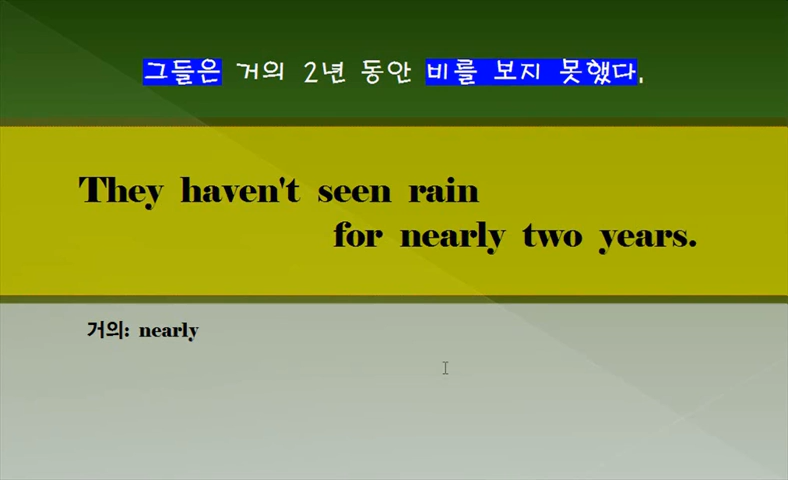 그들은 거의 2년 동안 비를 보지 못했다.
They haven't seen rain
for nearly two years.
거의: nearly